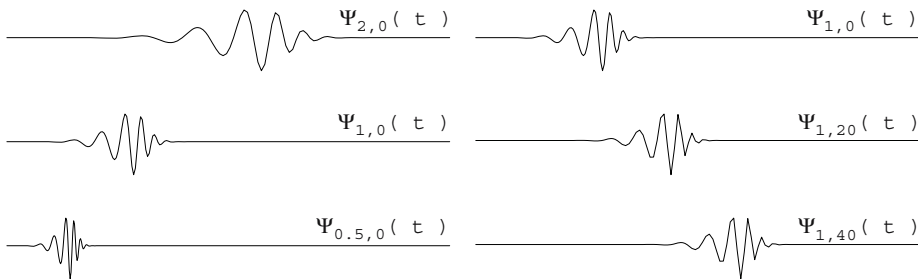 Ψ2,0( t )
Ψ1,0( t )
Ψ1,0( t )
Ψ1,20( t )
Ψ0.5,0( t )
Ψ1,40( t )